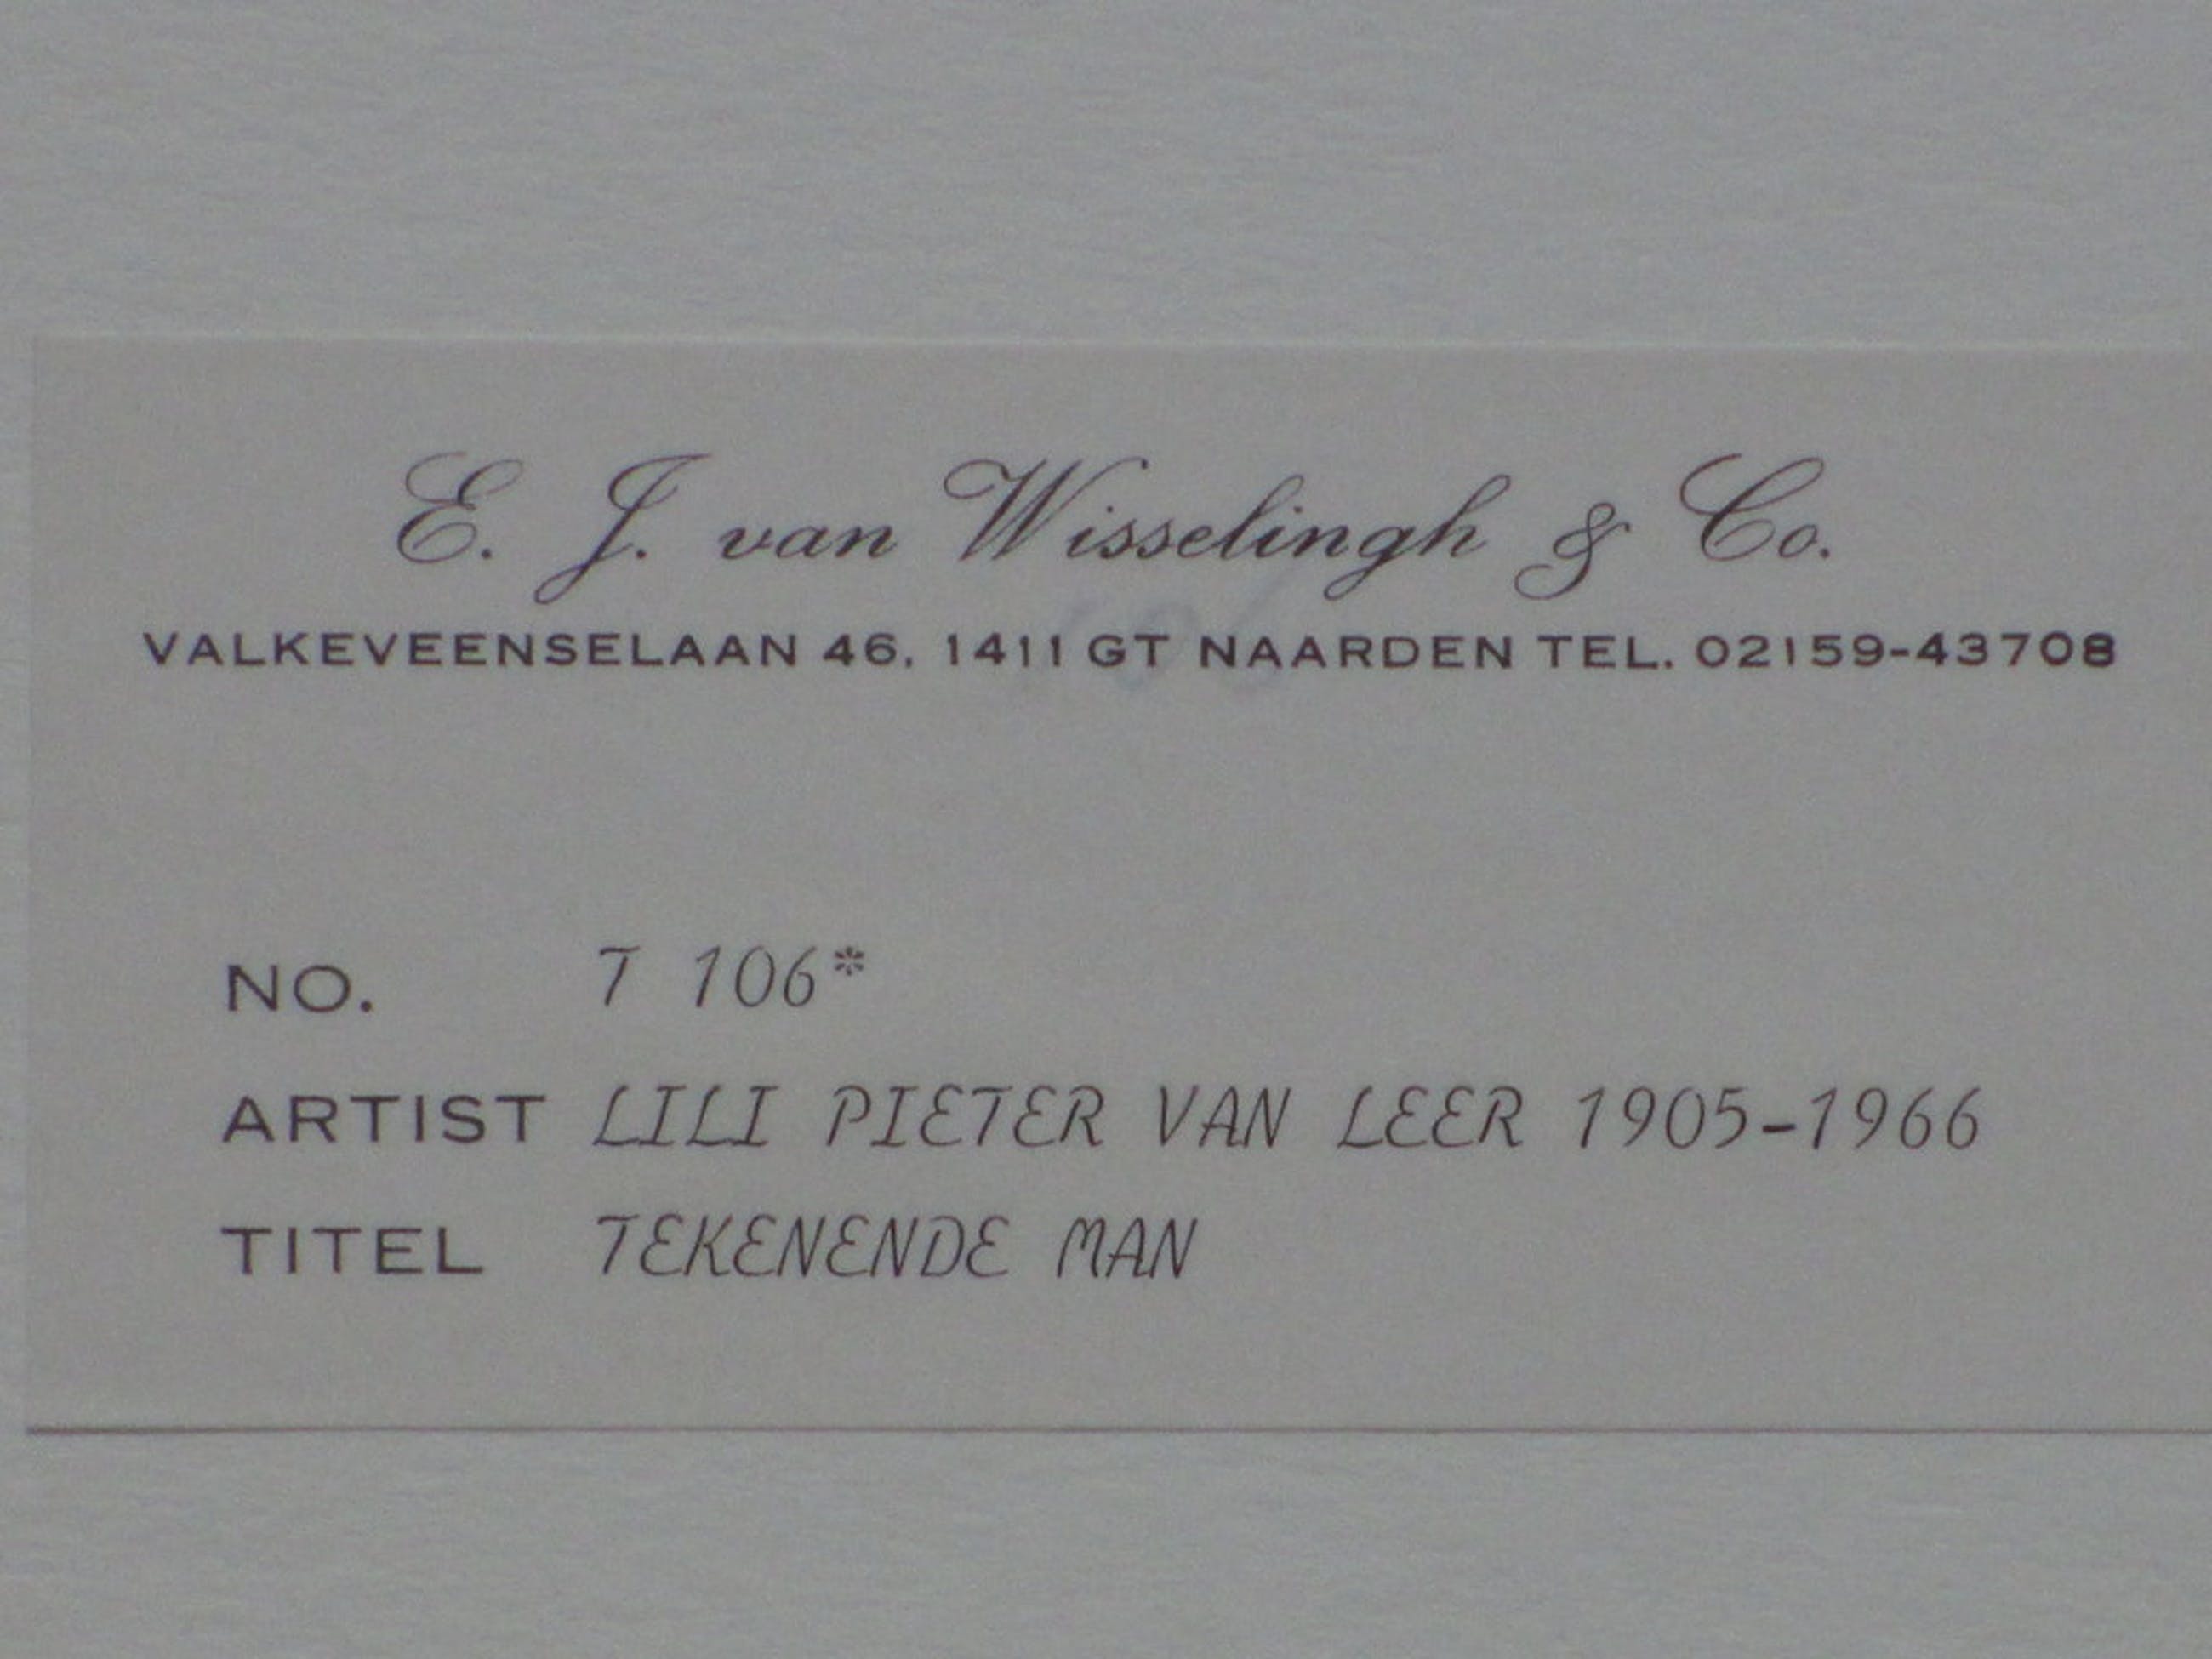 E. J. van Wisselingh & Co.
VALKEVEENSELAAN 46, 1411 GT NAARDEN TEL. 02159-43708
NO. T 106*
ARTIST LILI PIETER VAN LEER 1905-1966
TITEL TEKENENDE MAN